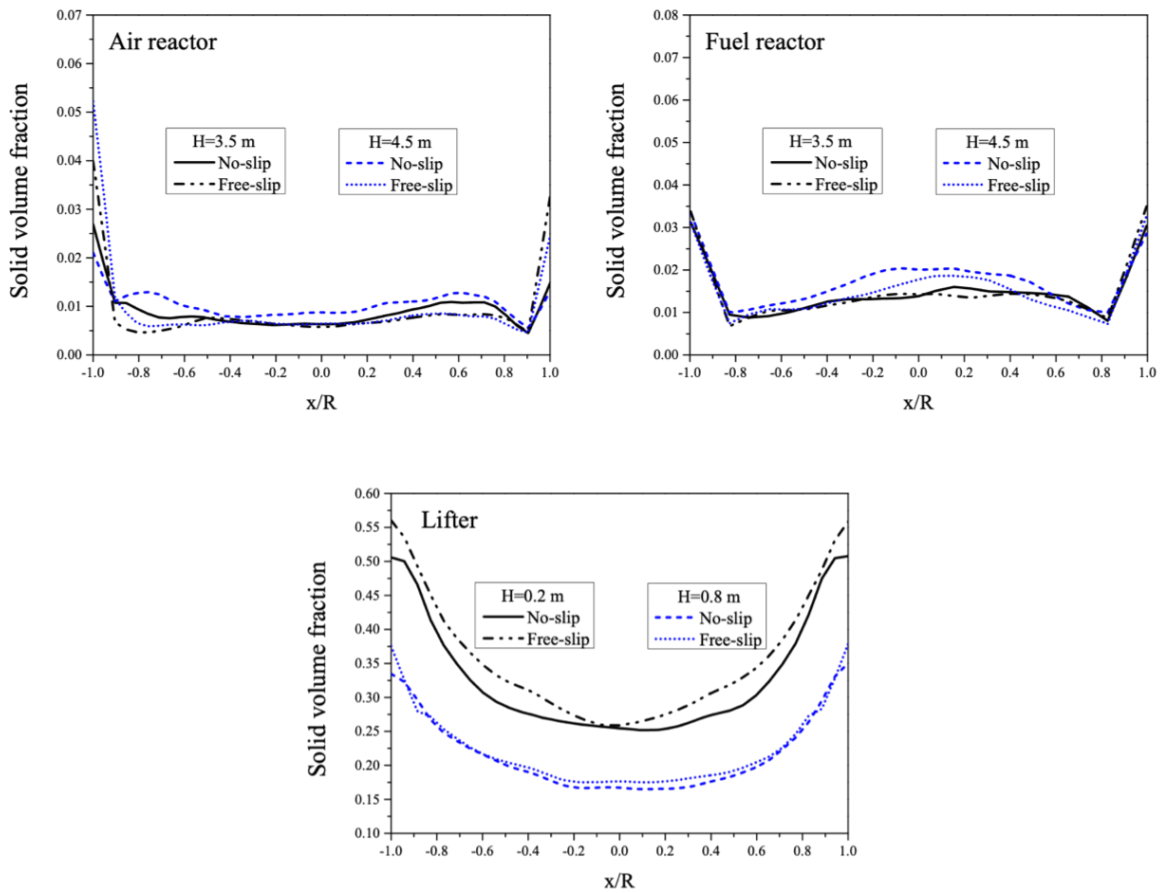 Air reactor
Solid volume fraction
0.07
0.06
0.05
0.04
0.03
0.02
0.01
0.00
H=3.5 m
No-slip
Free-slip
H=4.5 m
No-slip
Free-slip
-1.0 -0.8 -0.6 -0.4 -0.2 0.0 0.2 0.4 0.6 0.8 1.0
x/R
Fuel reactor
Solid volume fraction
0.08
0.07
0.06
0.05
0.04
0.03
0.02
0.01
0.00
H=3.5 m
No-slip
Free-slip
H=4.5 m
No-slip
Free-slip
-1.0 -0.8 -0.6 -0.4 -0.2 0.0 0.2 0.4 0.6 0.8 1.0
x/R
Lifter
Solid volume fraction
0.60
0.55
0.50
0.45
0.40
0.35
0.30
0.25
0.20
0.15
0.10
H=0.2 m
No-slip
Free-slip
H=0.8 m
No-slip
Free-slip
-1.0 -0.8 -0.6 -0.4 -0.2 0.0 0.2 0.4 0.6 0.8 1.0
x/R